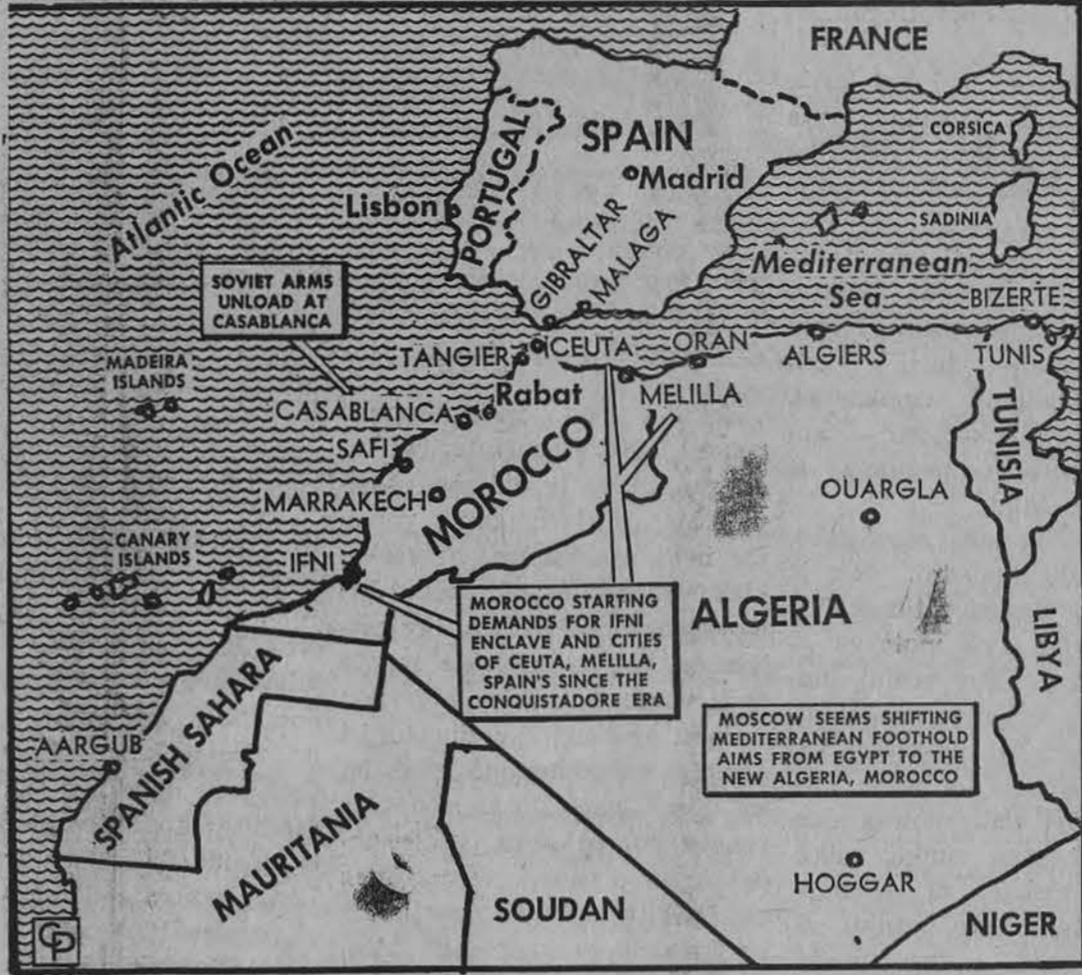 FRANCE
CORSICA
SPAIN
Madrid
PORTUGAL
Lisbon
Atlantic Ocean
SADINIA
GIBRALTAR
MALAGA
Mediterranean
Sea
BIZERTE
SOVIET ARMS
UNLOAD AT
CASABLANCA
TANGIER
CEUTA
ORAN
ALGIERS
TUNIS
MADEIRA
ISLANDS
CASABLANCA
Rabat
MELILLA
TUNISIA
SAFI
MOROCCO
MARRAKECH
OUARGLA
CANARY
ISLANDS
IFNI
MOROCCO STARTING
DEMANDS FOR IFNI
ENCLAVE AND CITIES
OF CEUTA, MELILLA,
SPAIN'S SINCE THE
CONQUISTADORE ERA
ALGERIA
LIBYA
SPANISH SAHARA
AARGUB
MOSCOW SEEMS SHIFTING
MEDITERRANEAN FOOTHOLD
AIMS FROM EGYPT TO THE
NEW ALGERIA, MOROCCO
MAURITANIA
HOGGAR
SOUDAN
NIGER
CP